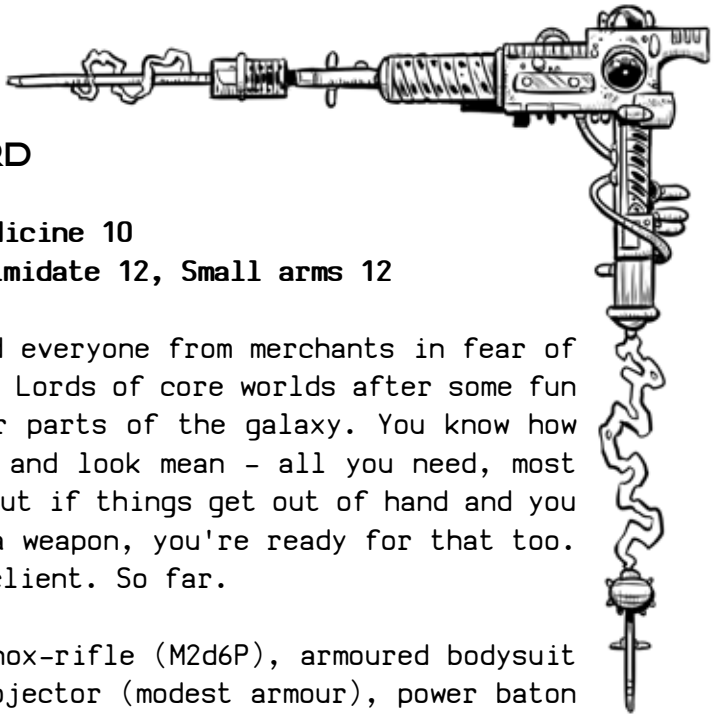 RD
licine 10
imidate 12, Small arms 12
everyone from merchants in fear of
Lords of core worlds after some fun
r parts of the galaxy. You know how
and look mean – all you need, most
ut if things get out of hand and you
a weapon, you're ready for that too.
client. So far.
nox-rifle (M2d6P), armoured bodysuit
ojector (modest armour), power baton